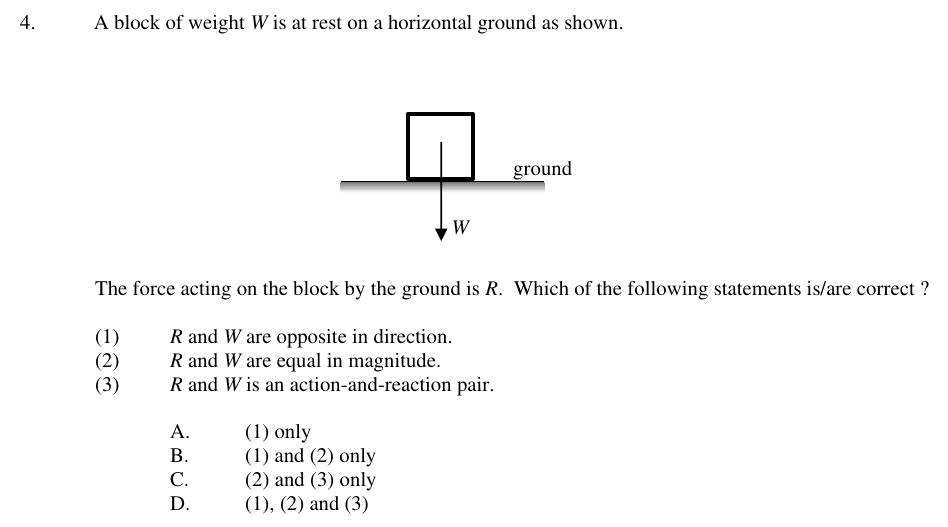 4. A block of weight W is at rest on a horizontal ground as shown.
ground
W
The force acting on the block by the ground is R. Which of the following statements is/are correct ?
(1) R and W are opposite in direction.
(2) R and W are equal in magnitude.
(3) R and W is an action-and-reaction pair.
A. (1) only
B. (1) and (2) only
C. (2) and (3) only
D. (1), (2) and (3)